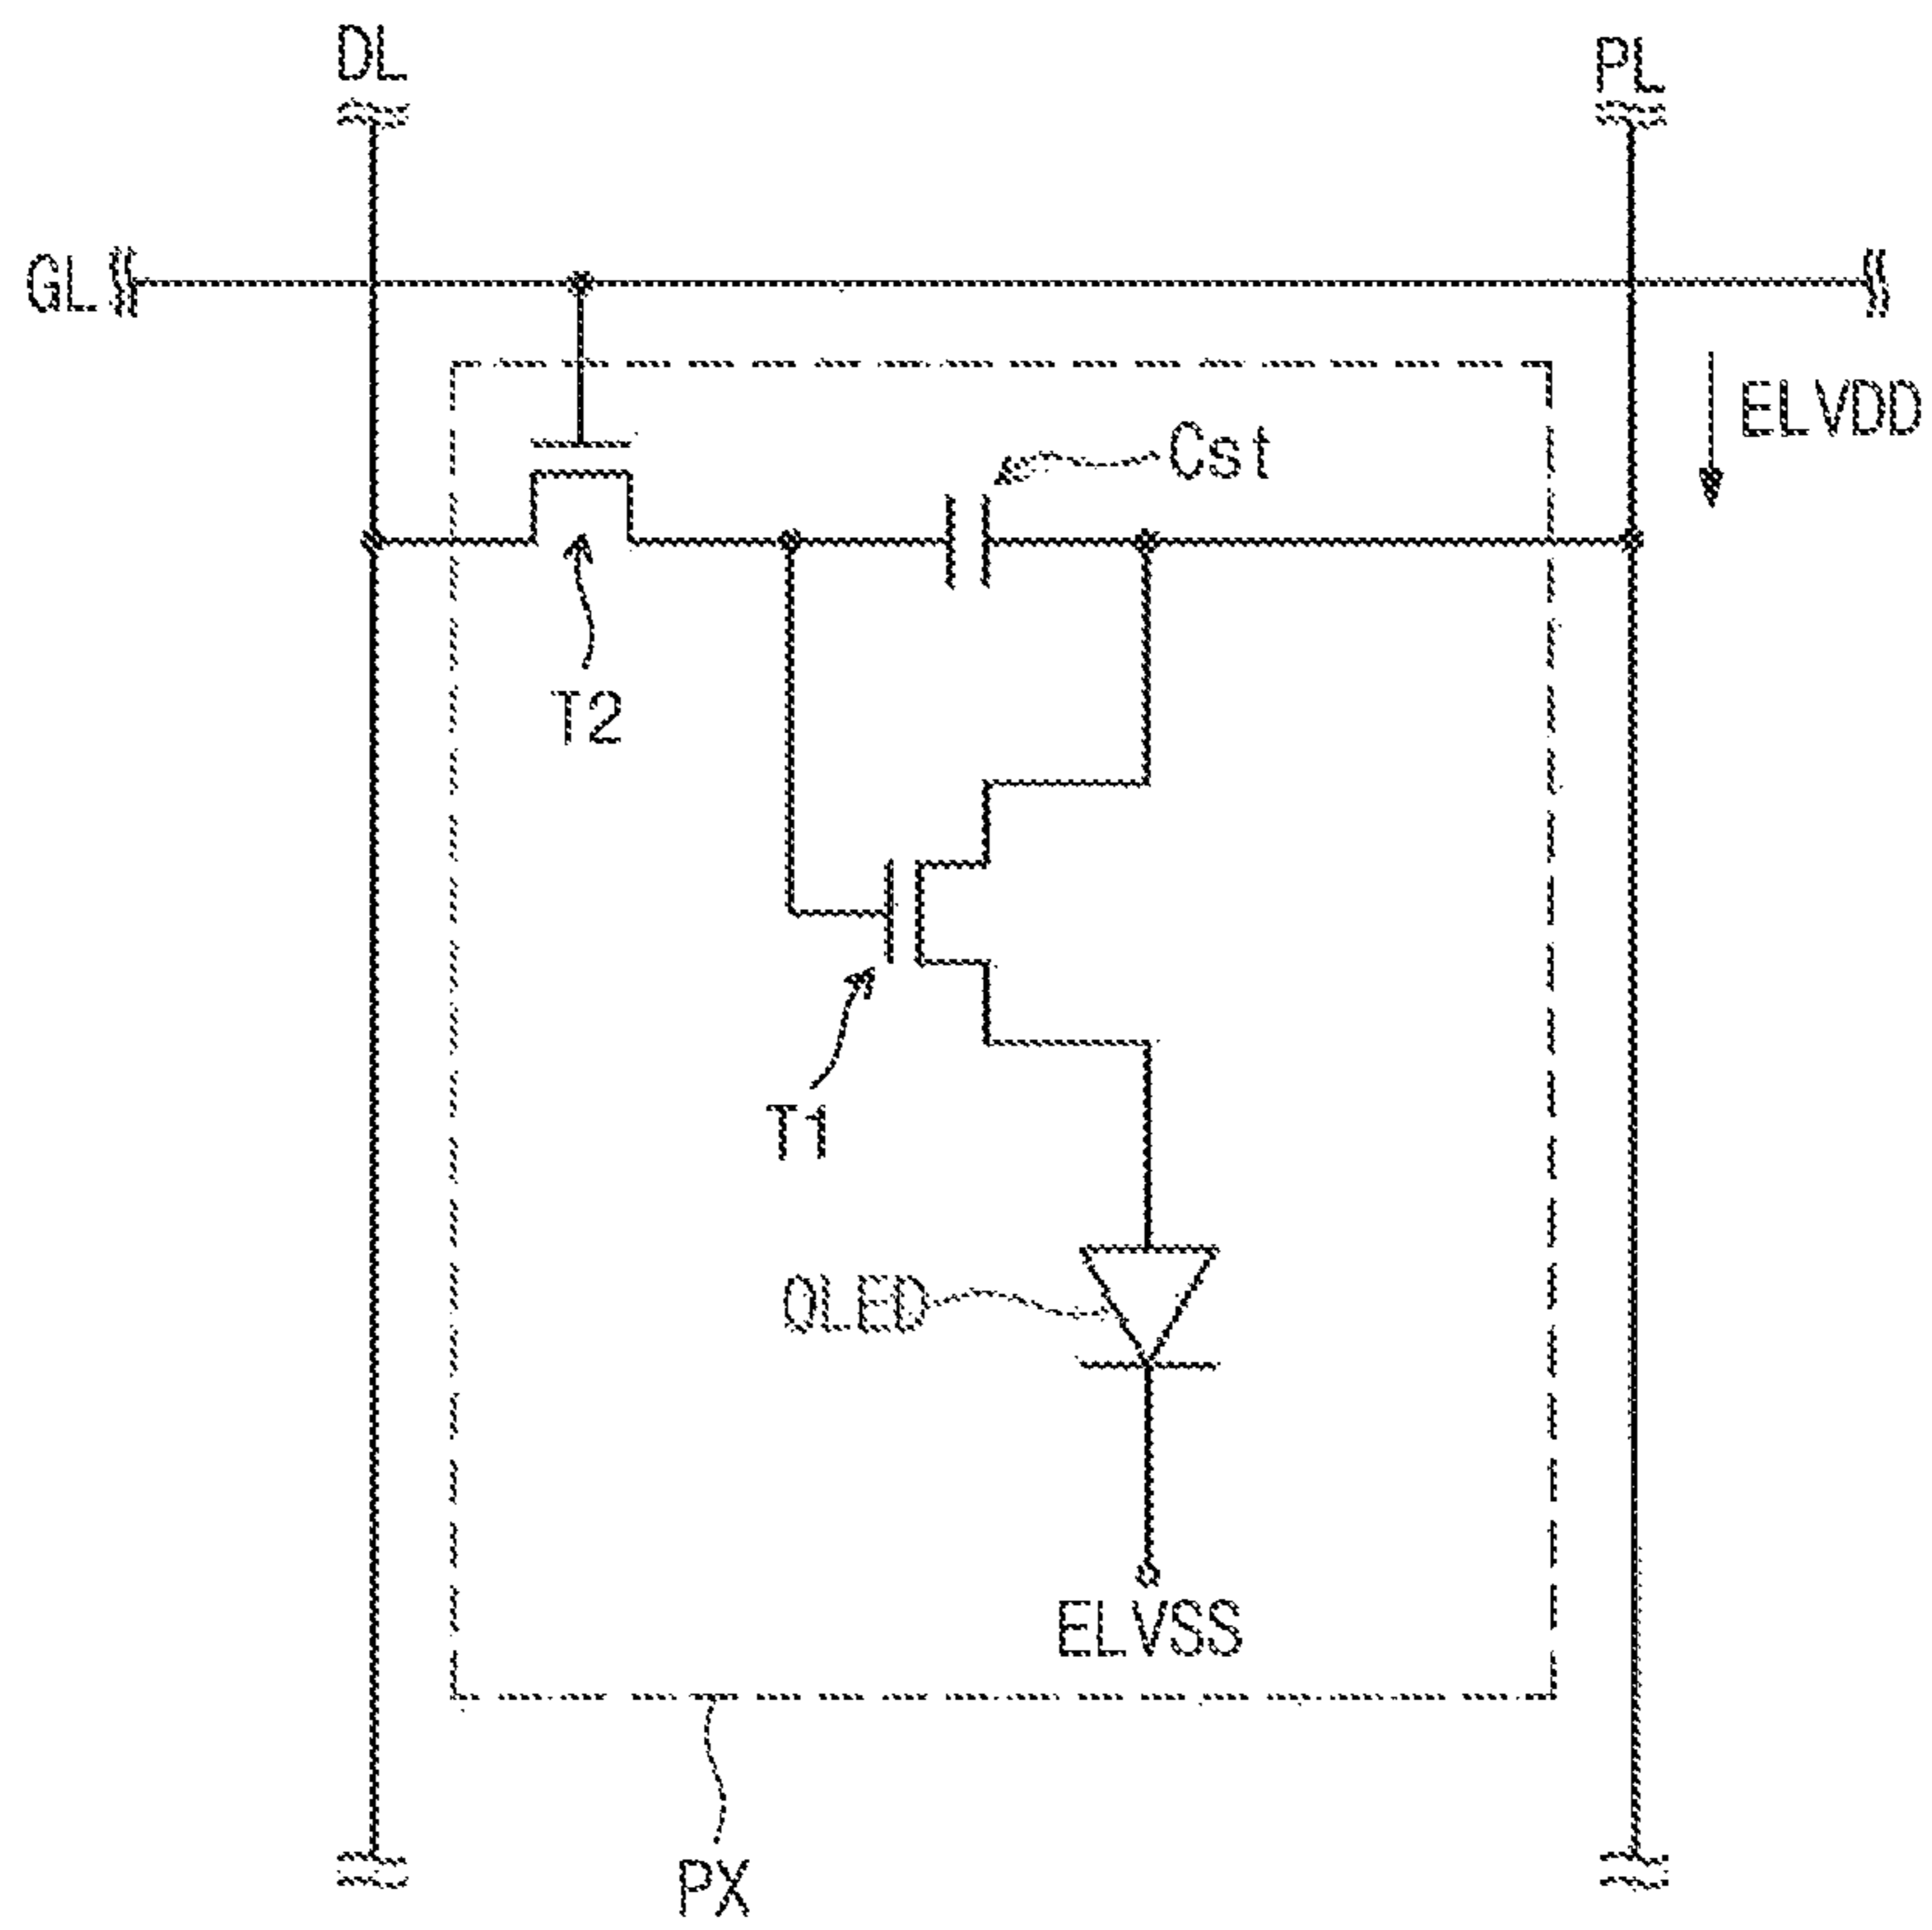 DL
PL
GL
ELVDD
Cst
T2
T1
OLED
ELVSS
PX